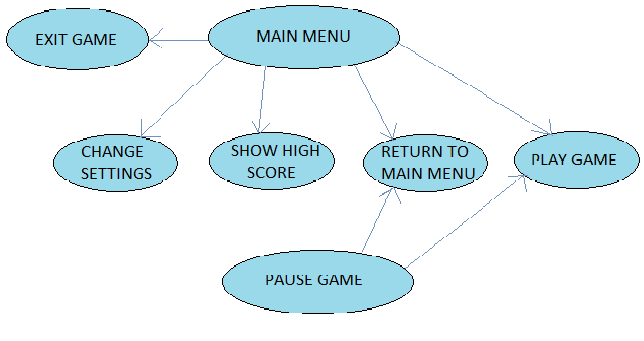 EXIT GAME
MAIN MENU
CHANGE
SETTINGS
SHOW HIGH
SCORE
RETURN TO
MAIN MENU
PLAY GAME
PAUSE GAME